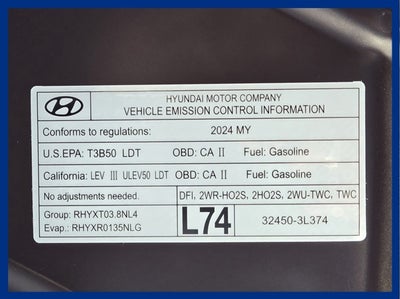 HYUNDAI MOTOR COMPANY
VEHICLE EMISSION CONTROL INFORMATION
Conforms to regulations: 2024 MY
U.S.EPA: T3B50 LDT OBD: CA II Fuel: Gasoline
California: LEV III ULEV50 LDT OBD: CA II Fuel: Gasoline
No adjustments needed. DFI, 2WR-HO2S, 2HO2S, 2WU-TWC, TWC
Group: RHYXT03.8NL4
Evap.: RHYXR0135NLG
L74
32450-3L374